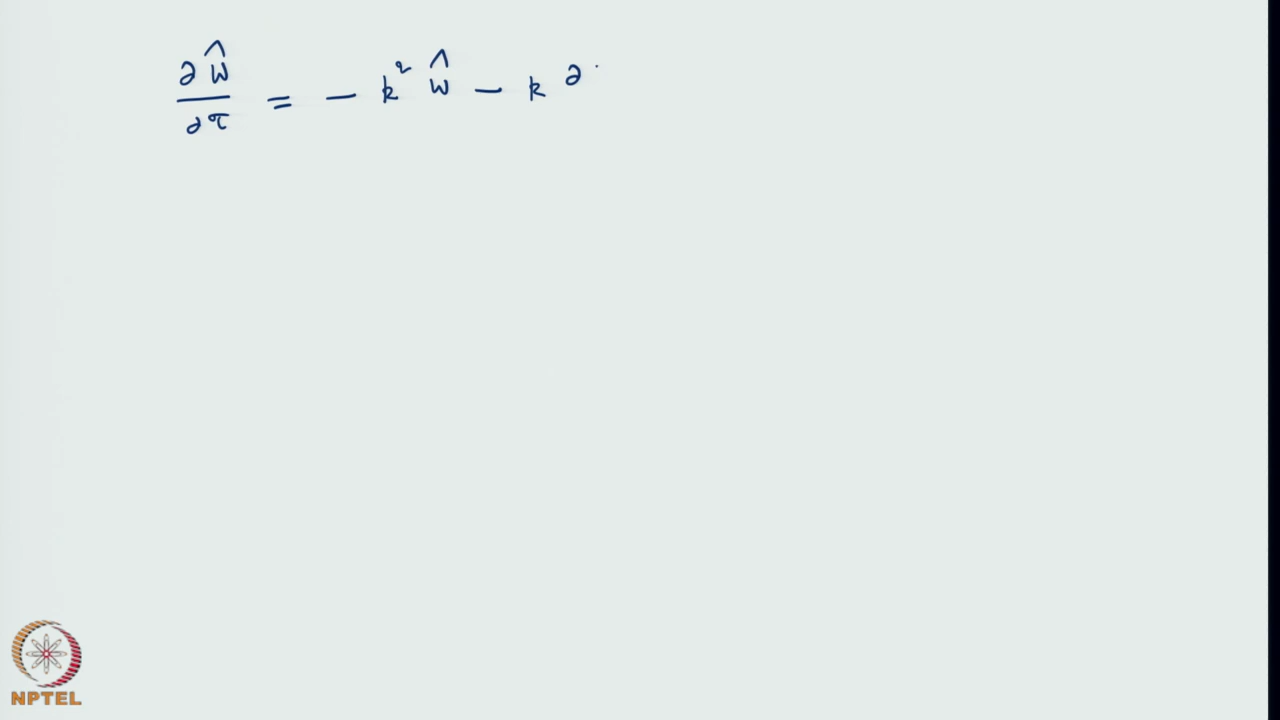 ∂ŵ/∂τ = − k² ŵ − k ∂
NPTEL